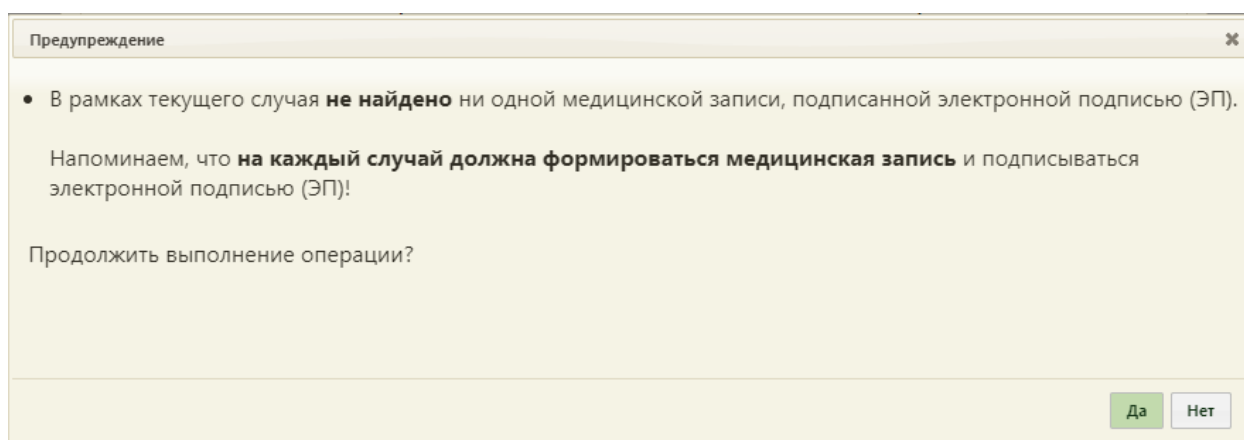 Предупреждение
• В рамках текущего случая не найдено ни одной медицинской записи, подписанной электронной подписью (ЭП).
Напоминаем, что на каждый случай должна формироваться медицинская запись и подписываться
электронной подписью (ЭП)!
Продолжить выполнение операции?
Да Нет